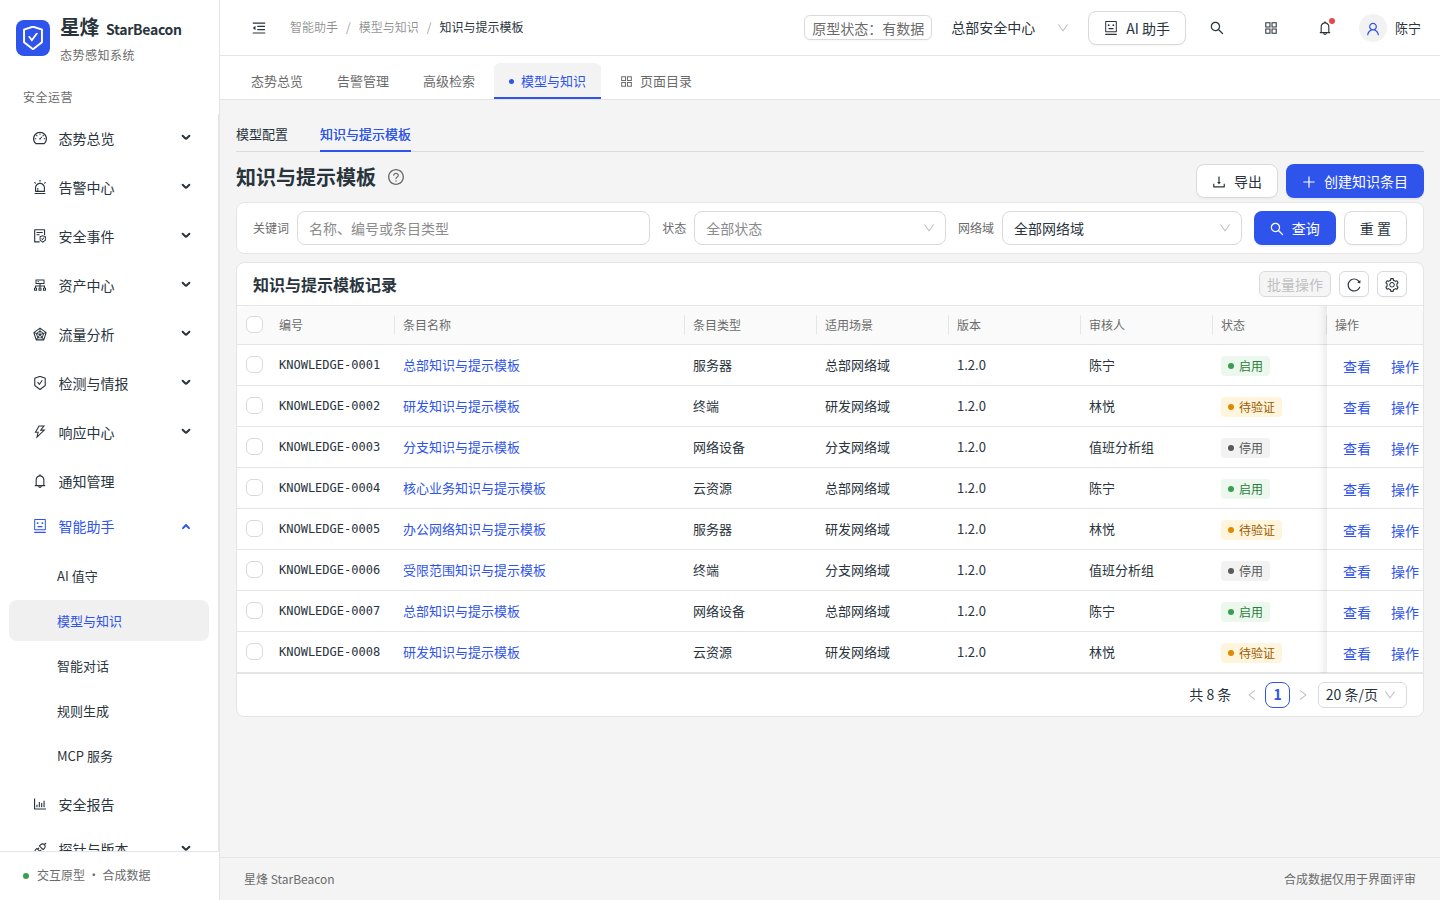 星烽 StarBeacon
态势感知系统
安全运营
态势总览
告警中心
安全事件
资产中心
流量分析
检测与情报
响应中心
通知管理
智能助手
AI 值守
模型与知识
智能对话
规则生成
MCP 服务
安全报告
探针与版本
交互原型 · 合成数据
智能助手 / 模型与知识 / 知识与提示模板
原型状态：有数据
总部安全中心
AI 助手
陈宁
态势总览 告警管理 高级检索 模型与知识 页面目录
模型配置 知识与提示模板
知识与提示模板
导出
创建知识条目
关键词 名称、编号或条目类型 状态 全部状态 网络域 全部网络域 查询 重 置
知识与提示模板记录
批量操作
编号 条目名称 条目类型 适用场景 版本 审核人 状态 操作
KNOWLEDGE-0001 总部知识与提示模板 服务器 总部网络域 1.2.0 陈宁 启用 查看 操作
KNOWLEDGE-0002 研发知识与提示模板 终端 研发网络域 1.2.0 林悦 待验证 查看 操作
KNOWLEDGE-0003 分支知识与提示模板 网络设备 分支网络域 1.2.0 值班分析组 停用 查看 操作
KNOWLEDGE-0004 核心业务知识与提示模板 云资源 总部网络域 1.2.0 陈宁 启用 查看 操作
KNOWLEDGE-0005 办公网络知识与提示模板 服务器 研发网络域 1.2.0 林悦 待验证 查看 操作
KNOWLEDGE-0006 受限范围知识与提示模板 终端 分支网络域 1.2.0 值班分析组 停用 查看 操作
KNOWLEDGE-0007 总部知识与提示模板 网络设备 总部网络域 1.2.0 陈宁 启用 查看 操作
KNOWLEDGE-0008 研发知识与提示模板 云资源 研发网络域 1.2.0 林悦 待验证 查看 操作
共 8 条 1 20 条/页
星烽 StarBeacon
合成数据仅用于界面评审